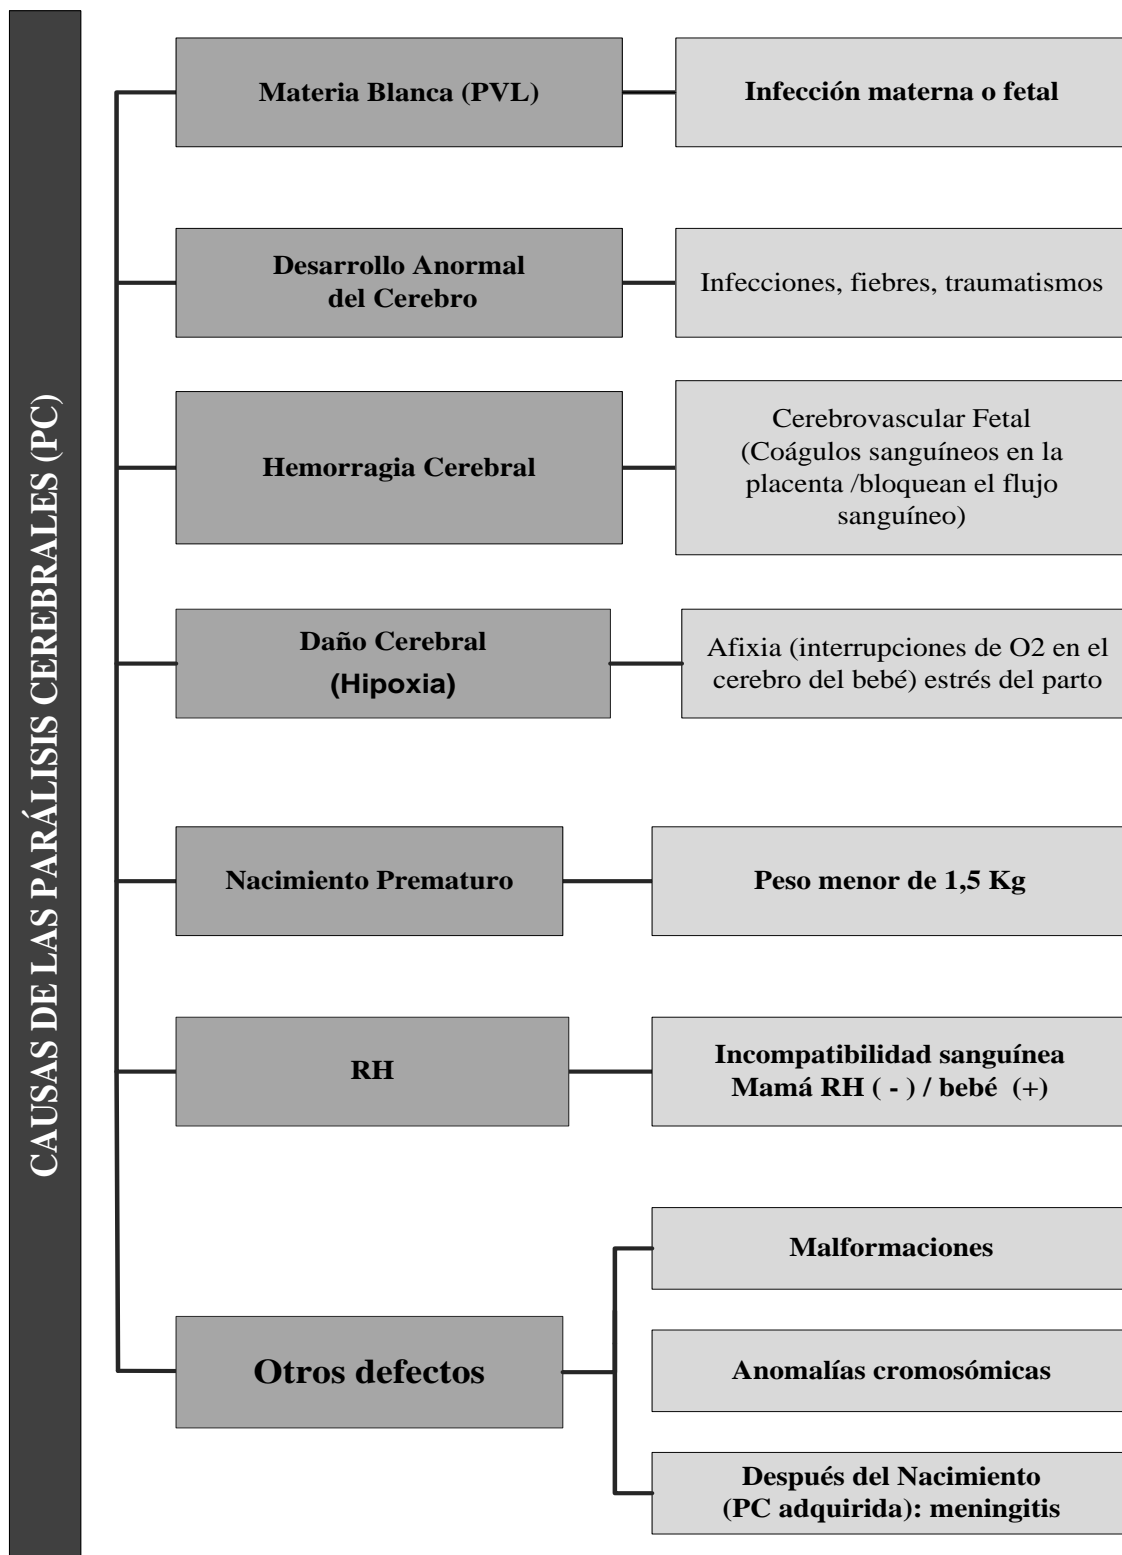 CAUSAS DE LAS PARÁLISIS CEREBRALES (PC)
Materia Blanca (PVL)
Infección materna o fetal
Desarrollo Anormal
del Cerebro
Infecciones, fiebres, traumatismos
Hemorragia Cerebral
Cerebrovascular Fetal
(Coágulos sanguíneos en la
placenta /bloquean el flujo
sanguíneo)
Daño Cerebral
(Hipoxia)
Afixia (interrupciones de O2 en el
cerebro del bebé) estrés del parto
Nacimiento Prematuro
Peso menor de 1,5 Kg
RH
Incompatibilidad sanguínea
Mamá RH ( - ) / bebé (+)
Otros defectos
Malformaciones
Anomalías cromosómicas
Después del Nacimiento
(PC adquirida): meningitis